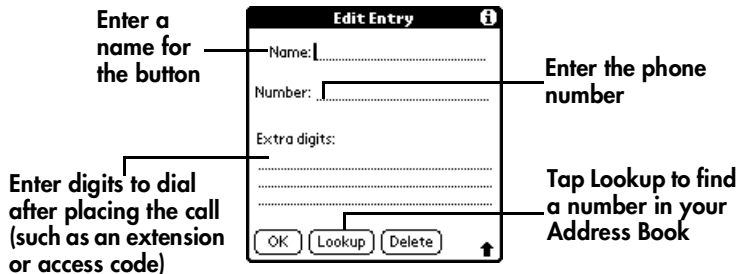 Enter a
name for
the button
Edit Entry
i
Name:
Number:
Extra digits:
OK
Lookup
Delete
Enter the phone
number
Enter digits to dial
after placing the call
(such as an extension
or access code)
Tap Lookup to find
a number in your
Address Book